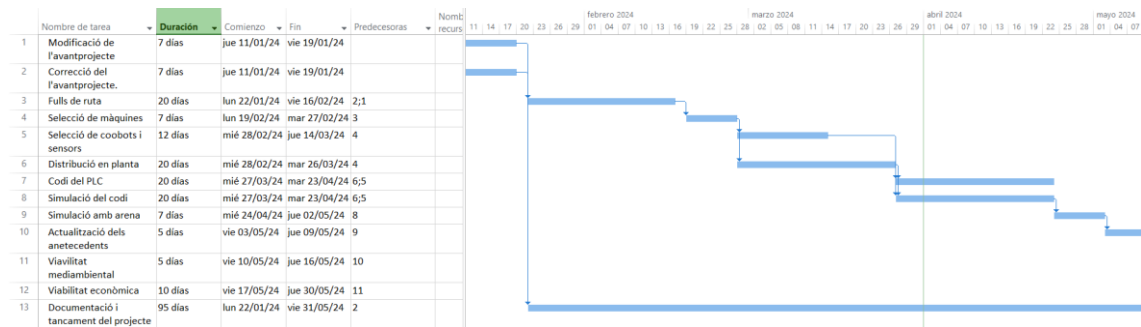 Nombre de tarea Duración Comienzo Fin Predecesoras Nomb
recurs
febrero 2024 marzo 2024 abril 2024 mayo 2024
11 14 17 20 23 26 29 01 04 07 10 13 16 19 22 25 28 02 05 08 11 14 17 20 23 26 29 01 04 07 10 13 16 19 22 25 28 01 04 07
1 Modificació de 7 días jue 11/01/24 vie 19/01/24
l'avantprojecte
2 Correcció del 7 días jue 11/01/24 vie 19/01/24
l'avantprojecte.
3 Fulls de ruta 20 días lun 22/01/24 vie 16/02/24 2;1
4 Selecció de màquines 7 días lun 19/02/24 mar 27/02/24 3
5 Selecció de coobots i 12 días mié 28/02/24 jue 14/03/24 4
sensors
6 Distribució en planta 20 días mié 28/02/24 mar 26/03/24 4
7 Codi del PLC 20 días mié 27/03/24 mar 23/04/24 6;5
8 Simulació del codi 20 días mié 27/03/24 mar 23/04/24 6;5
9 Simulació amb arena 7 días mié 24/04/24 jue 02/05/24 8
10 Actualització dels 5 días vie 03/05/24 jue 09/05/24 9
anetecedents
11 Viavilitat 5 días vie 10/05/24 jue 16/05/24 10
mediambiental
12 Viabilitat econòmica 10 días vie 17/05/24 jue 30/05/24 11
13 Documentació i 95 días lun 22/01/24 vie 31/05/24 2
tancament del projecte